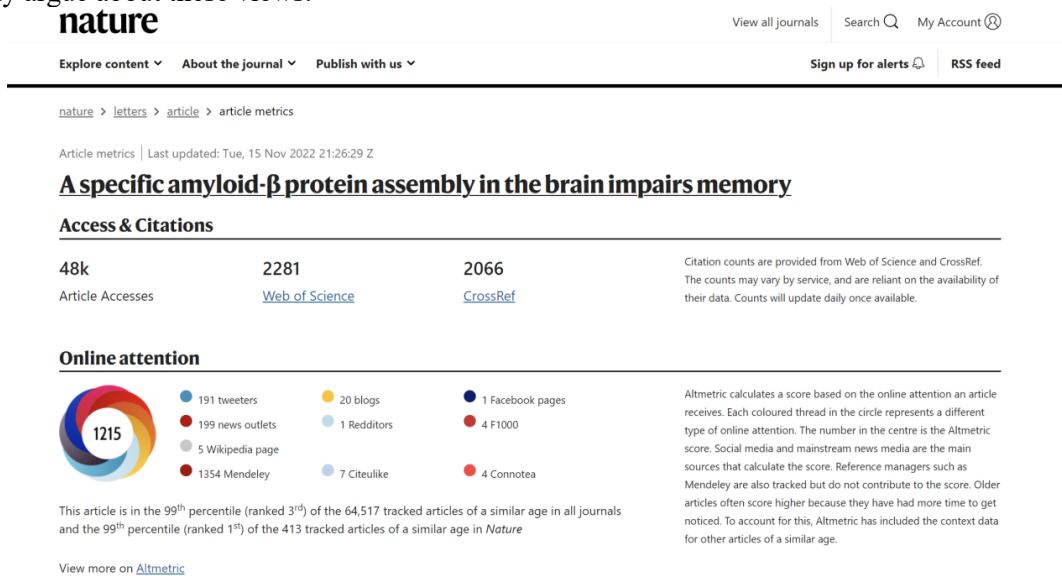 y argue about these views.
nature
View all journals Search My Account
Explore content About the journal Publish with us
Sign up for alerts RSS feed
nature > letters > article > article metrics
Article metrics | Last updated: Tue, 15 Nov 2022 21:26:29 Z
A specific amyloid-β protein assembly in the brain impairs memory
Access & Citations
48k
Article Accesses
2281
Web of Science
2066
CrossRef
Citation counts are provided from Web of Science and CrossRef.
The counts may vary by service, and are reliant on the availability of
their data. Counts will update daily once available.
Online attention
1215
191 tweeters
199 news outlets
5 Wikipedia page
1354 Mendeley
20 blogs
1 Redditors
7 Citeulike
1 Facebook pages
4 F1000
4 Connotea
Altmetric calculates a score based on the online attention an article
receives. Each coloured thread in the circle represents a different
type of online attention. The number in the centre is the Altmetric
score. Social media and mainstream news media are the main
sources that calculate the score. Reference managers such as
Mendeley are also tracked but do not contribute to the score. Older
articles often score higher because they have had more time to get
noticed. To account for this, Altmetric has included the context data
for other articles of a similar age.
This article is in the 99th percentile (ranked 3rd) of the 64,517 tracked articles of a similar age in all journals
and the 99th percentile (ranked 1st) of the 413 tracked articles of a similar age in Nature
View more on Altmetric